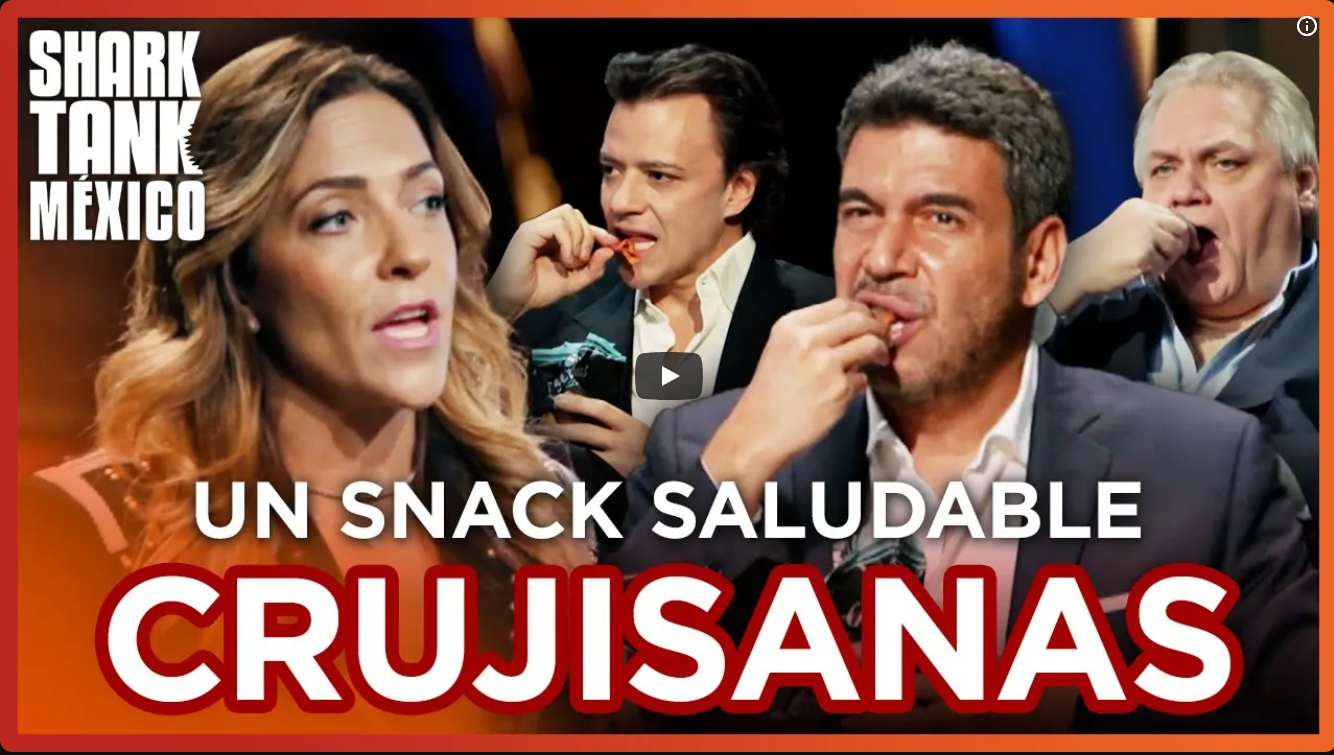 SHARK
TANK
MÉXICO
UN SNACK SALUDABLE
CRUJISANAS